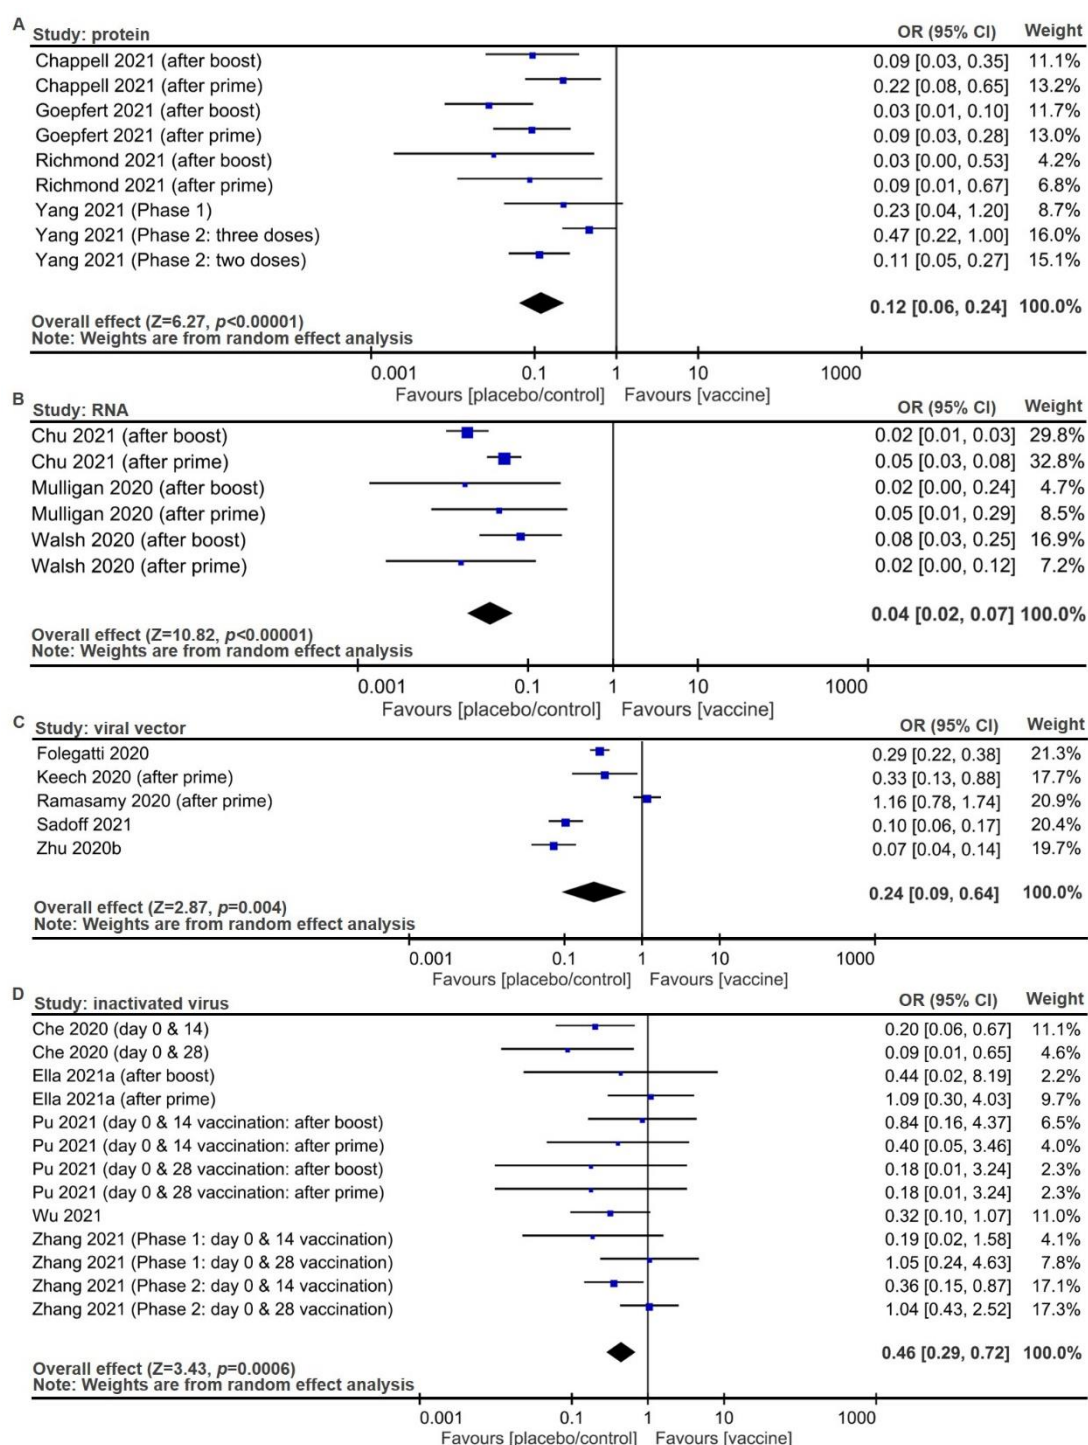 A Study: protein OR (95% CI) Weight
Chappell 2021 (after boost) 0.09 [0.03, 0.35] 11.1%
Chappell 2021 (after prime) 0.22 [0.08, 0.65] 13.2%
Goepfert 2021 (after boost) 0.03 [0.01, 0.10] 11.7%
Goepfert 2021 (after prime) 0.09 [0.03, 0.28] 13.0%
Richmond 2021 (after boost) 0.03 [0.00, 0.53] 4.2%
Richmond 2021 (after prime) 0.09 [0.01, 0.67] 6.8%
Yang 2021 (Phase 1) 0.23 [0.04, 1.20] 8.7%
Yang 2021 (Phase 2: three doses) 0.47 [0.22, 1.00] 16.0%
Yang 2021 (Phase 2: two doses) 0.11 [0.05, 0.27] 15.1%
0.12 [0.06, 0.24] 100.0%
Overall effect (Z=6.27, p<0.00001)
Note: Weights are from random effect analysis
0.001 0.1 1 10 1000
Favours [placebo/control] Favours [vaccine]
B Study: RNA OR (95% CI) Weight
Chu 2021 (after boost) 0.02 [0.01, 0.03] 29.8%
Chu 2021 (after prime) 0.05 [0.03, 0.08] 32.8%
Mulligan 2020 (after boost) 0.02 [0.00, 0.24] 4.7%
Mulligan 2020 (after prime) 0.05 [0.01, 0.29] 8.5%
Walsh 2020 (after boost) 0.08 [0.03, 0.25] 16.9%
Walsh 2020 (after prime) 0.02 [0.00, 0.12] 7.2%
0.04 [0.02, 0.07] 100.0%
Overall effect (Z=10.82, p<0.00001)
Note: Weights are from random effect analysis
0.001 0.1 1 10 1000
Favours [placebo/control] Favours [vaccine]
C Study: viral vector OR (95% CI) Weight
Folegatti 2020 0.29 [0.22, 0.38] 21.3%
Keech 2020 (after prime) 0.33 [0.13, 0.88] 17.7%
Ramasamy 2020 (after prime) 1.16 [0.78, 1.74] 20.9%
Sadoff 2021 0.10 [0.06, 0.17] 20.4%
Zhu 2020b 0.07 [0.04, 0.14] 19.7%
0.24 [0.09, 0.64] 100.0%
Overall effect (Z=2.87, p=0.004)
Note: Weights are from random effect analysis
0.001 0.1 1 10 1000
Favours [placebo/control] Favours [vaccine]
D Study: inactivated virus OR (95% CI) Weight
Che 2020 (day 0 & 14) 0.20 [0.06, 0.67] 11.1%
Che 2020 (day 0 & 28) 0.09 [0.01, 0.65] 4.6%
Ella 2021a (after boost) 0.44 [0.02, 8.19] 2.2%
Ella 2021a (after prime) 1.09 [0.30, 4.03] 9.7%
Pu 2021 (day 0 & 14 vaccination: after boost) 0.84 [0.16, 4.37] 6.5%
Pu 2021 (day 0 & 14 vaccination: after prime) 0.40 [0.05, 3.46] 4.0%
Pu 2021 (day 0 & 28 vaccination: after boost) 0.18 [0.01, 3.24] 2.3%
Pu 2021 (day 0 & 28 vaccination: after prime) 0.18 [0.01, 3.24] 2.3%
Wu 2021 0.32 [0.10, 1.07] 11.0%
Zhang 2021 (Phase 1: day 0 & 14 vaccination) 0.19 [0.02, 1.58] 4.1%
Zhang 2021 (Phase 1: day 0 & 28 vaccination) 1.05 [0.24, 4.63] 7.8%
Zhang 2021 (Phase 2: day 0 & 14 vaccination) 0.36 [0.15, 0.87] 17.1%
Zhang 2021 (Phase 2: day 0 & 28 vaccination) 1.04 [0.43, 2.52] 17.3%
0.46 [0.29, 0.72] 100.0%
Overall effect (Z=3.43, p=0.0006)
Note: Weights are from random effect analysis
0.001 0.1 1 10 1000
Favours [placebo/control] Favours [vaccine]